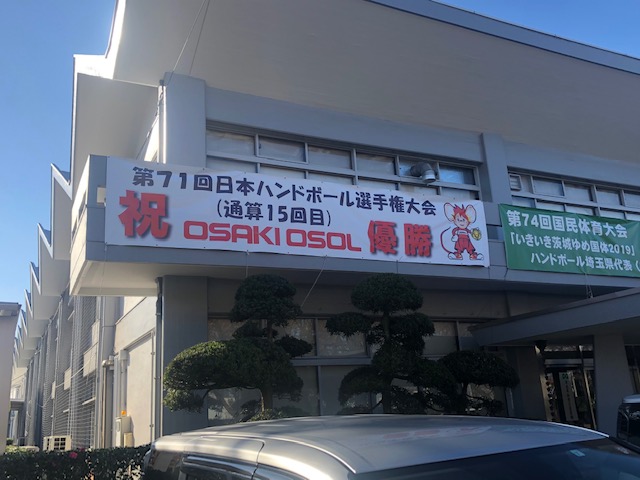 第71回日本ハンドボール選手権大会
(通算15回目)
祝 OSAKI OSOL 優勝
第74回国民体育大会
「いきいき茨城ゆめ国体2019」
ハンドボール埼玉県代表